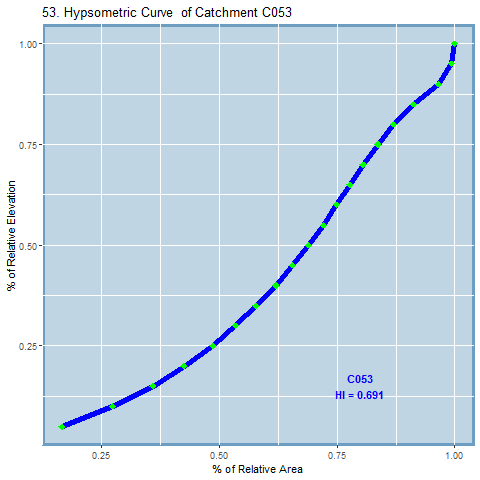 53. Hypsometric Curve  of Catchment C053
1.00
0.75
0.50
0.25
% of Relative Elevation
C053
HI = 0.691
0.25
0.50
0.75
1.00
% of Relative Area